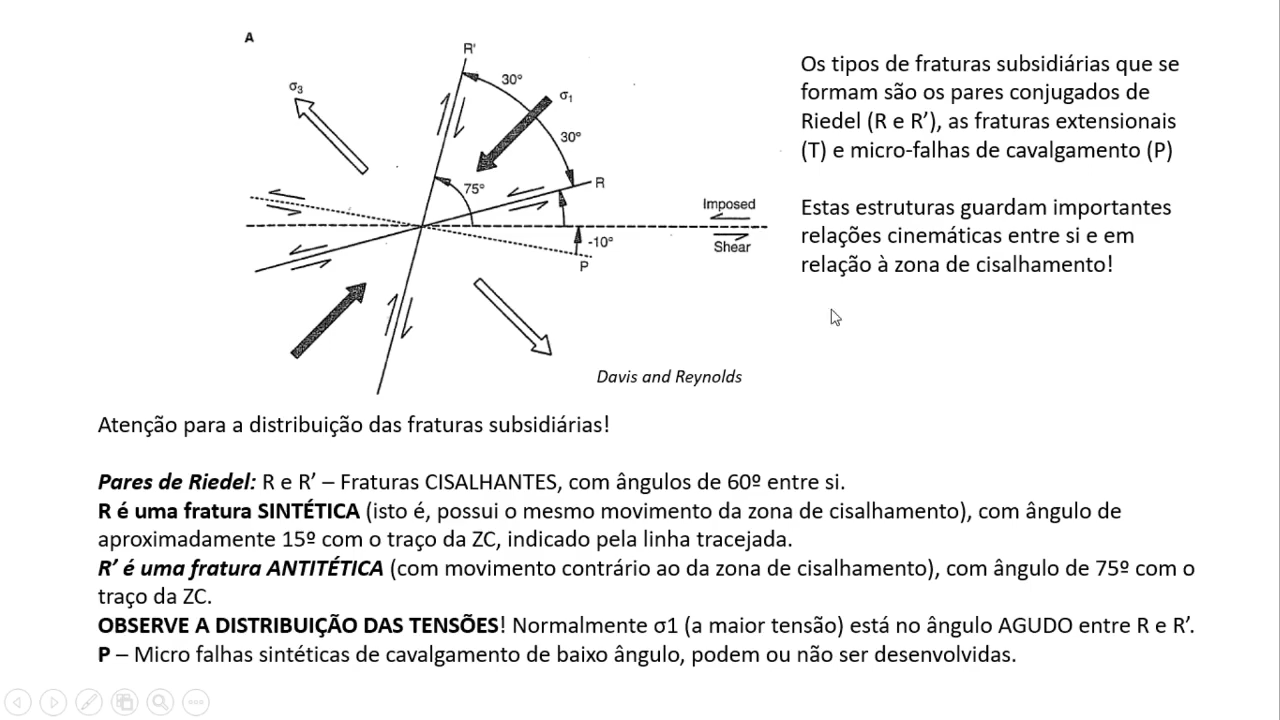 A
R'
30°
σ₃
σ₁
30°
75°
R
Imposed
Shear
-10°
P
Davis and Reynolds
Os tipos de fraturas subsidiárias que se
formam são os pares conjugados de
Riedel (R e R’), as fraturas extensionais
(T) e micro-falhas de cavalgamento (P)
Estas estruturas guardam importantes
relações cinemáticas entre si e em
relação à zona de cisalhamento!
Atenção para a distribuição das fraturas subsidiárias!
Pares de Riedel: R e R’ – Fraturas CISALHANTES, com ângulos de 60º entre si.
R é uma fratura SINTÉTICA (isto é, possui o mesmo movimento da zona de cisalhamento), com ângulo de
aproximadamente 15º com o traço da ZC, indicado pela linha tracejada.
R’ é uma fratura ANTITÉTICA (com movimento contrário ao da zona de cisalhamento), com ângulo de 75º com o
traço da ZC.
OBSERVE A DISTRIBUIÇÃO DAS TENSÕES! Normalmente σ1 (a maior tensão) está no ângulo AGUDO entre R e R’.
P – Micro falhas sintéticas de cavalgamento de baixo ângulo, podem ou não ser desenvolvidas.